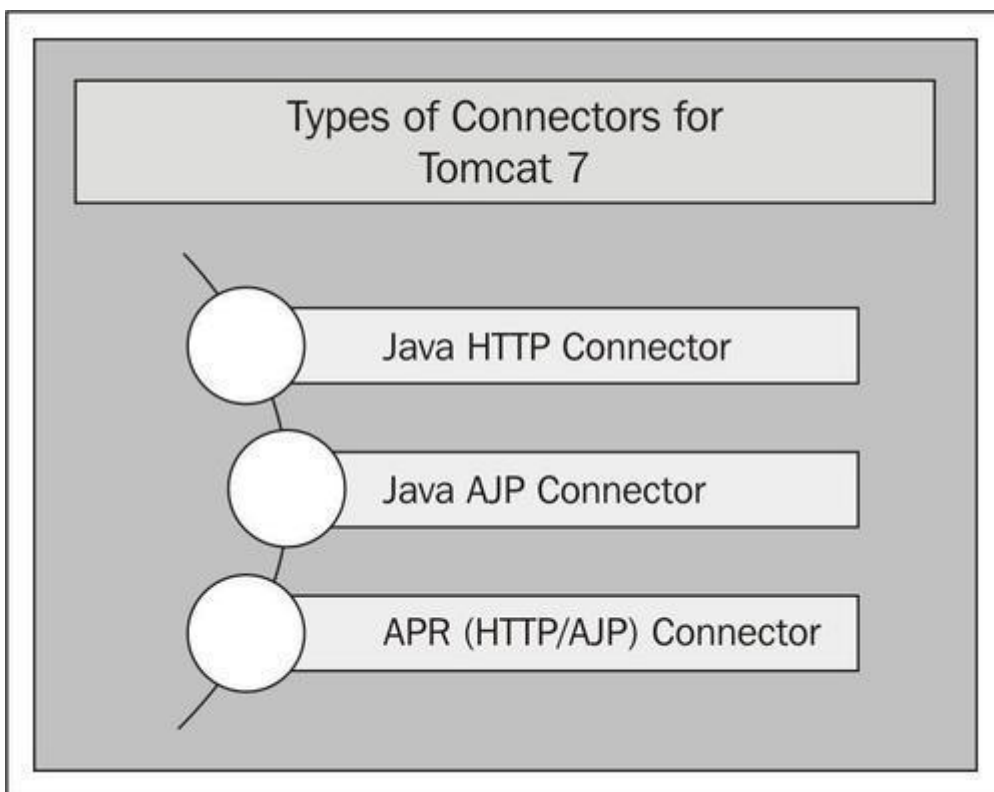 Types of Connectors for
Tomcat 7
Java HTTP Connector
Java AJP Connector
APR (HTTP/AJP) Connector